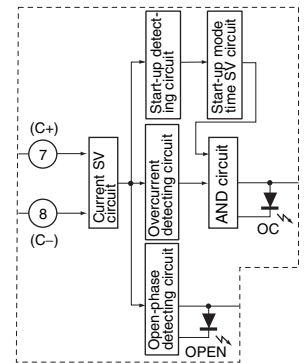 Start-up detect-
ing circuit
Start-up mode
time SV circuit
(C+)
7
8
(C−)
Current SV
circuit
Overcurrent
detecting circuit
AND circuit
OC
Open-phase
detecting circuit
OPEN